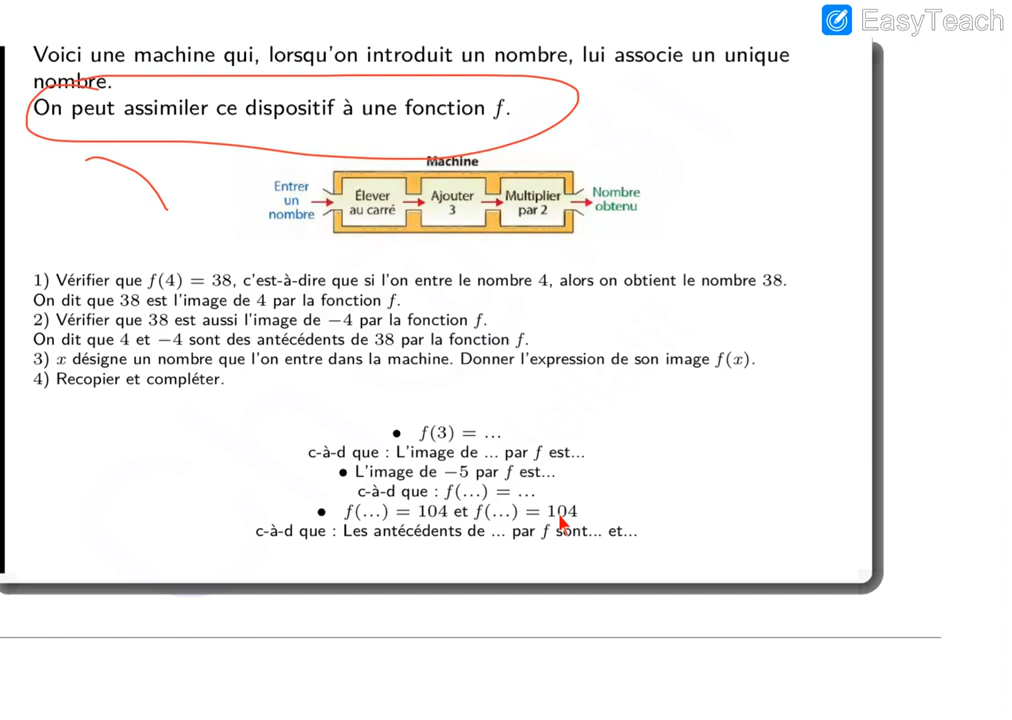 EasyTeach
Voici une machine qui, lorsqu'on introduit un nombre, lui associe un unique
nombre.
On peut assimiler ce dispositif à une fonction f.
Machine
Entrer
un
nombre
Élever
au carré
Ajouter
3
Multiplier
par 2
Nombre
obtenu
1) Vérifier que f(4) = 38, c'est-à-dire que si l'on entre le nombre 4, alors on obtient le nombre 38.
On dit que 38 est l'image de 4 par la fonction f.
2) Vérifier que 38 est aussi l'image de −4 par la fonction f.
On dit que 4 et −4 sont des antécédents de 38 par la fonction f.
3) x désigne un nombre que l'on entre dans la machine. Donner l'expression de son image f(x).
4) Recopier et compléter.
• f(3) = ...
c-à-d que : L'image de ... par f est...
• L'image de −5 par f est...
c-à-d que : f(...) = ...
• f(...) = 104 et f(...) = 104
c-à-d que : Les antécédents de ... par f sont... et...